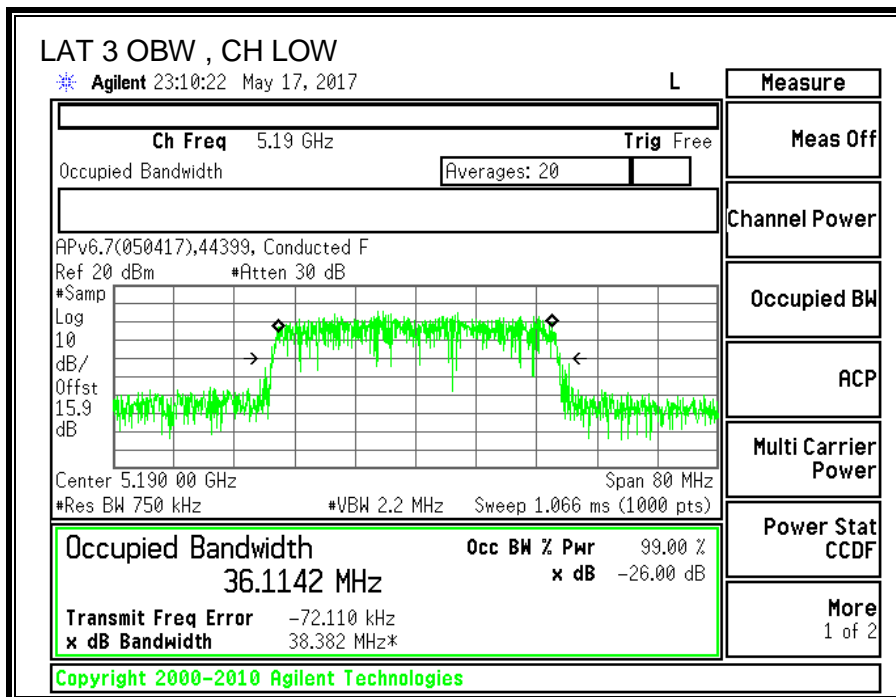 LAT 3 OBW , CH LOW
Agilent 23:10:22 May 17, 2017 L
Measure
Ch Freq 5.19 GHz Trig Free
Meas Off
Occupied Bandwidth Averages: 20
Channel Power
APv6.7(050417),44399, Conducted F
Ref 20 dBm #Atten 30 dB
#Samp
Log
10
dB/
Offst
15.9
dB
Occupied BW
ACP
Multi Carrier
Power
Center 5.190 00 GHz Span 80 MHz
#Res BW 750 kHz #VBW 2.2 MHz Sweep 1.066 ms (1000 pts)
Power Stat
CCDF
Occupied Bandwidth Occ BW % Pwr 99.00 %
36.1142 MHz x dB -26.00 dB
Transmit Freq Error -72.110 kHz
x dB Bandwidth 38.382 MHz*
More
1 of 2
Copyright 2000-2010 Agilent Technologies